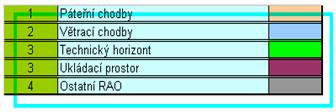 1 Páteřní chodby
2 Větrací chodby
3 Technický horizont
3 Ukládací prostor
4 Ostatní RAO